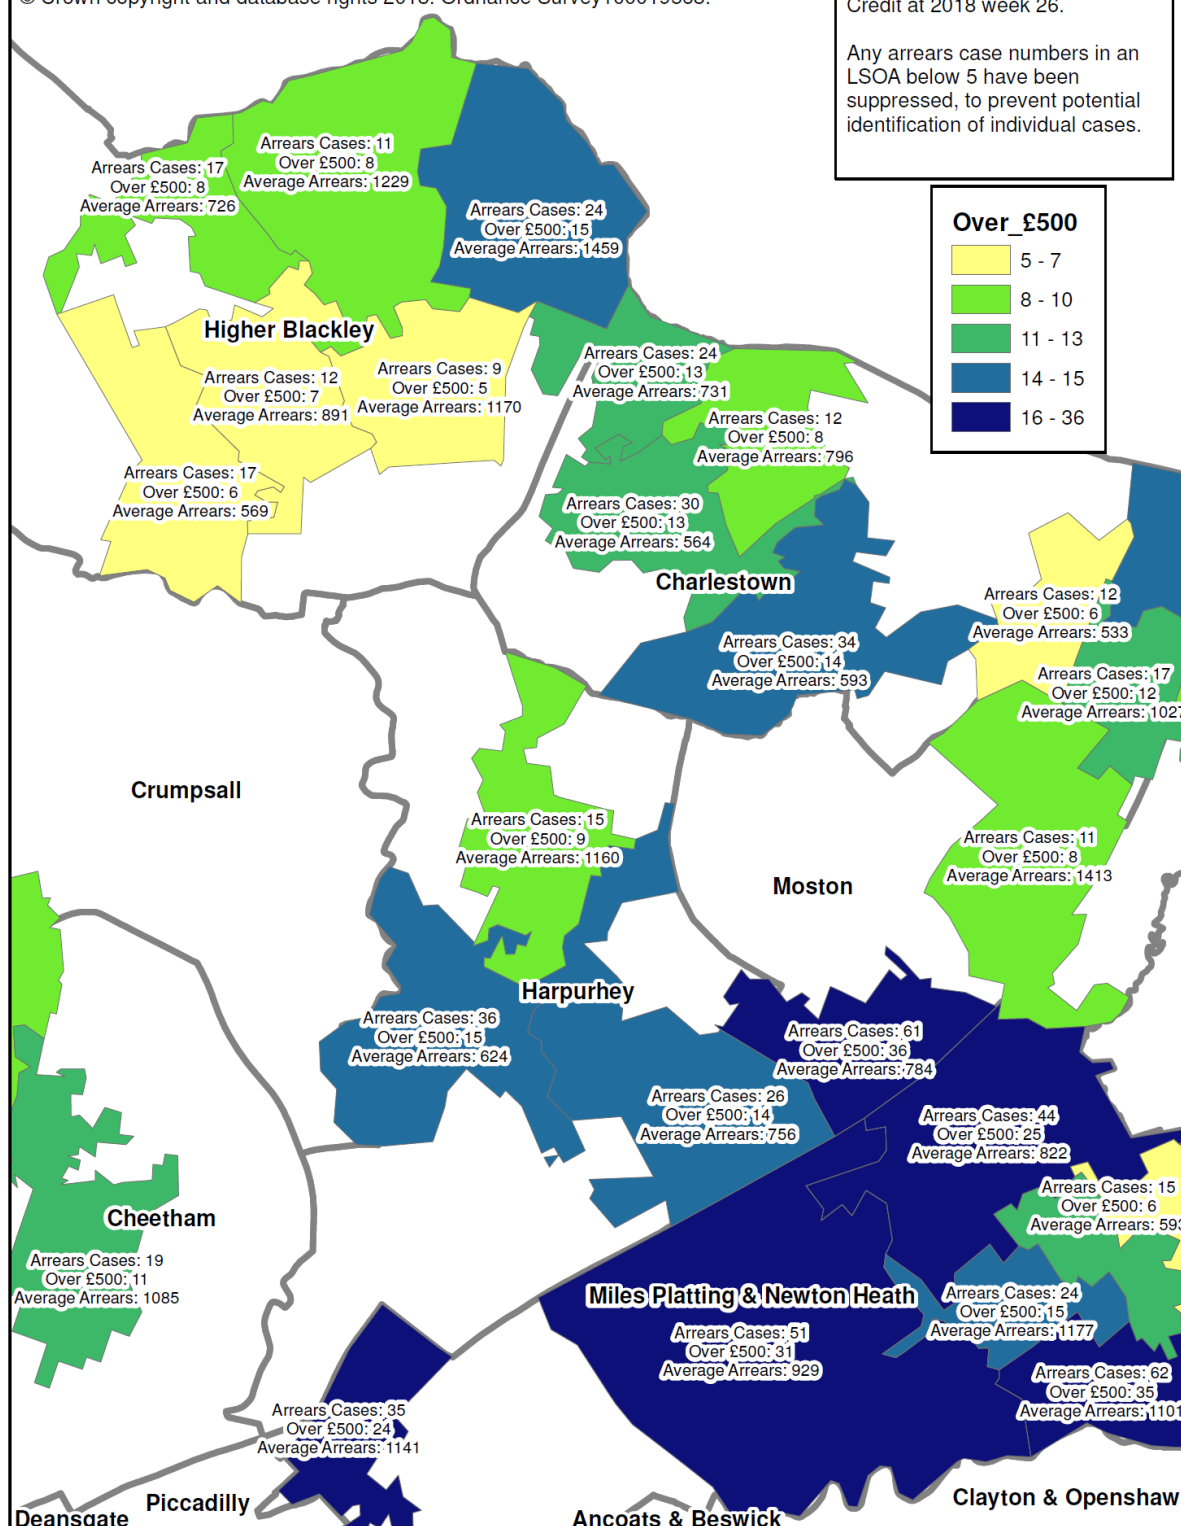 Credit at 2018 week 26.
Any arrears case numbers in an
LSOA below 5 have been
suppressed, to prevent potential
identification of individual cases.
Over_£500
5 - 7
8 - 10
11 - 13
14 - 15
16 - 36
Arrears Cases: 11
Over £500: 8
Average Arrears: 1229
Arrears Cases: 17
Over £500: 8
Average Arrears: 726
Arrears Cases: 24
Over £500: 15
Average Arrears: 1459
Higher Blackley
Arrears Cases: 12
Over £500: 7
Average Arrears: 891
Arrears Cases: 9
Over £500: 5
Average Arrears: 1170
Arrears Cases: 17
Over £500: 6
Average Arrears: 569
Arrears Cases: 24
Over £500: 13
Average Arrears: 731
Arrears Cases: 12
Over £500: 8
Average Arrears: 796
Arrears Cases: 30
Over £500: 13
Average Arrears: 564
Charlestown
Arrears Cases: 34
Over £500: 14
Average Arrears: 593
Arrears Cases: 12
Over £500: 6
Average Arrears: 533
Arrears Cases: 17
Over £500: 12
Average Arrears: 1027
Crumpsall
Arrears Cases: 15
Over £500: 9
Average Arrears: 1160
Moston
Arrears Cases: 11
Over £500: 8
Average Arrears: 1413
Harpurhey
Arrears Cases: 36
Over £500: 15
Average Arrears: 624
Arrears Cases: 61
Over £500: 36
Average Arrears: 784
Arrears Cases: 26
Over £500: 14
Average Arrears: 756
Arrears Cases: 44
Over £500: 25
Average Arrears: 822
Arrears Cases: 15
Over £500: 6
Average Arrears: 593
Cheetham
Arrears Cases: 19
Over £500: 11
Average Arrears: 1085
Miles Platting & Newton Heath
Arrears Cases: 51
Over £500: 31
Average Arrears: 929
Arrears Cases: 24
Over £500: 15
Average Arrears: 1177
Arrears Cases: 62
Over £500: 35
Average Arrears: 1101
Arrears Cases: 35
Over £500: 24
Average Arrears: 1141
Piccadilly
Deansgate
Ancoats & Beswick
Clayton & Openshaw